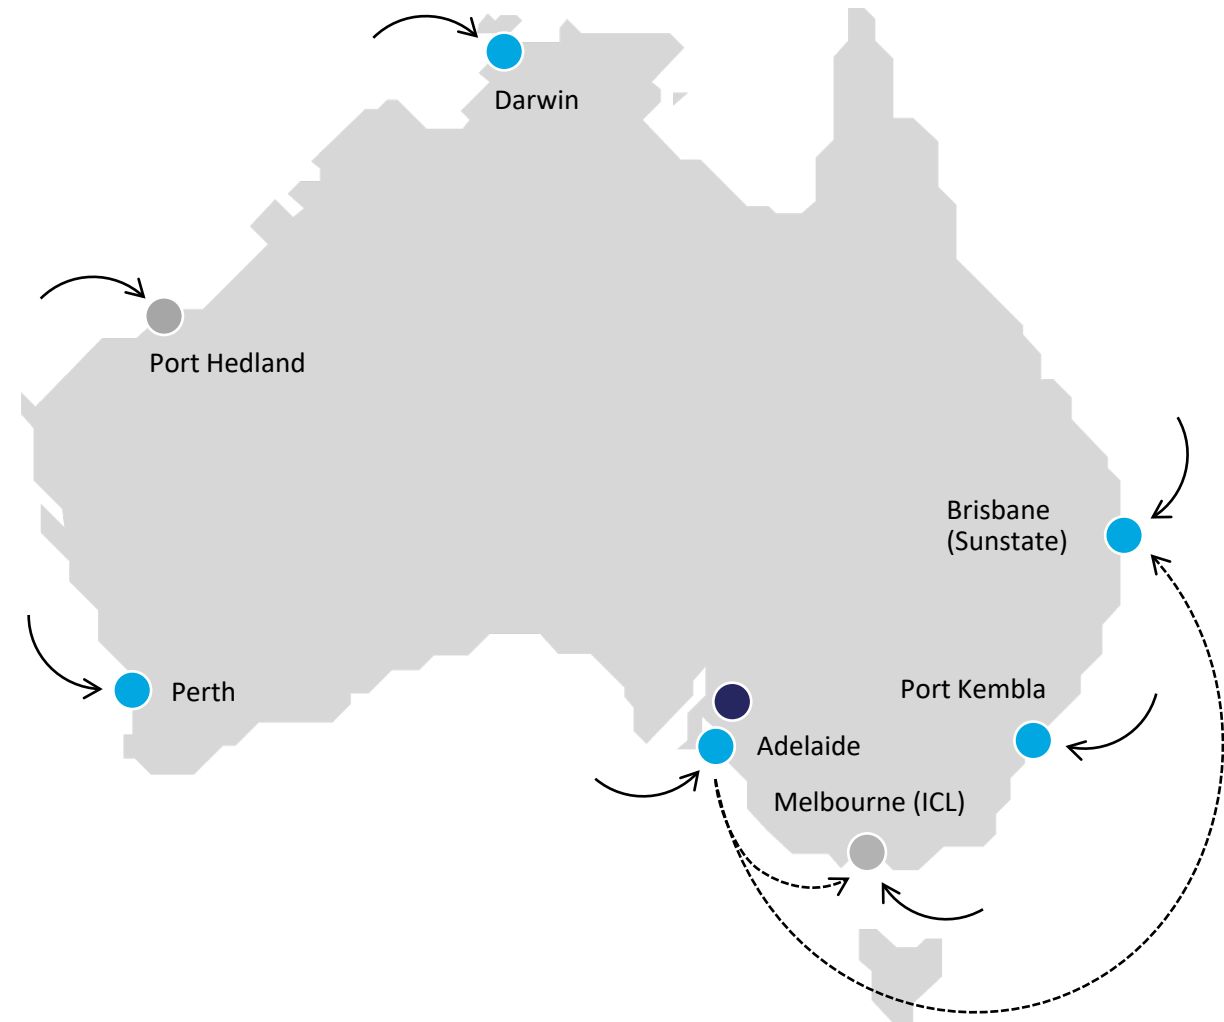 Darwin
Port Hedland
Brisbane
(Sunstate)
Perth
Port Kembla
Adelaide
Melbourne (ICL)